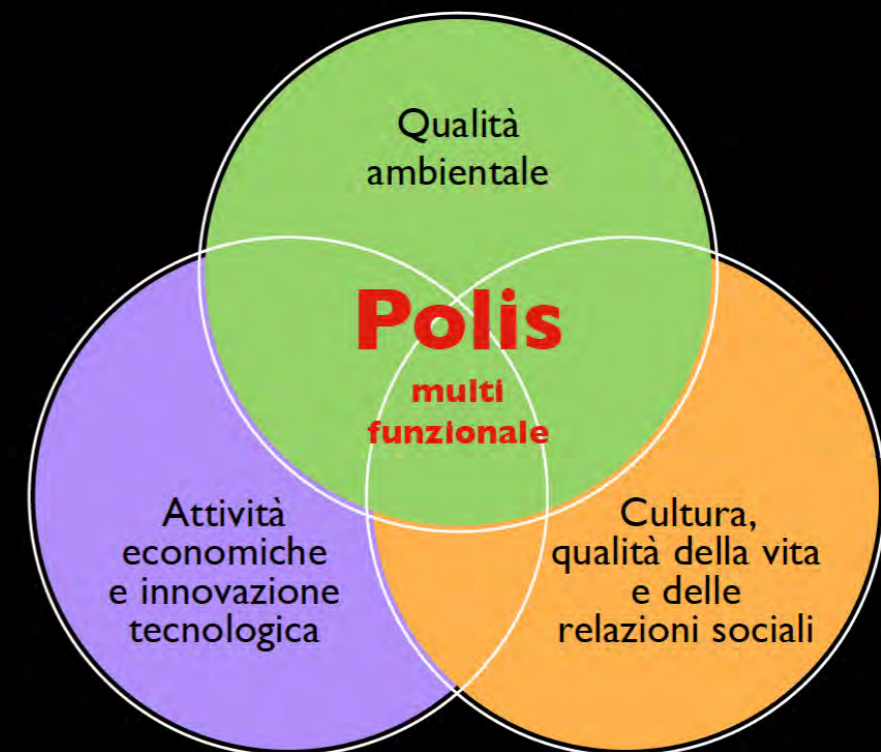 Qualità
ambientale
Polis
multi
funzionale
Attività
economiche
e innovazione
tecnologica
Cultura,
qualità della vita
e delle
relazioni sociali